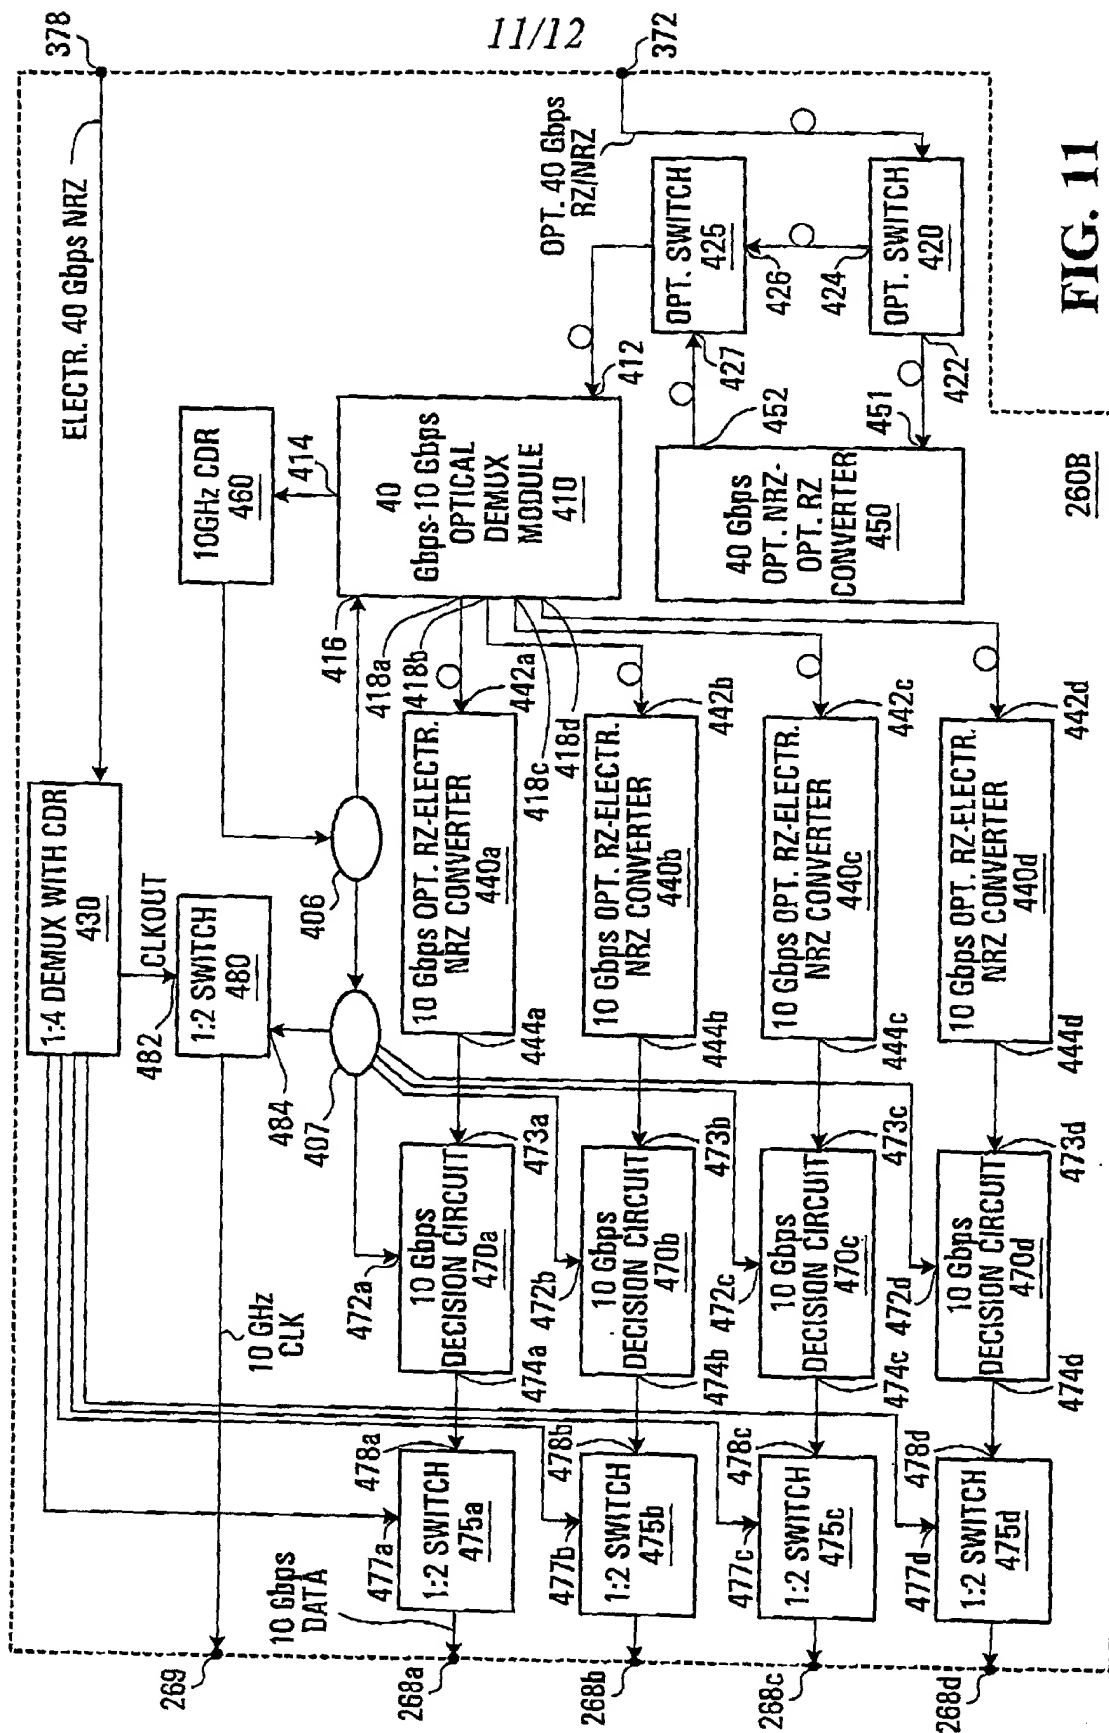 11/12
378
372
ELECTR. 40 Gbps NRZ
OPT. 40 Gbps
RZ/NRZ
1:4 DEMUX WITH CDR
430
CLKOUT
482
1:2 SWITCH
480
484
10GHz CDR
460
414
40
Gbps-10 Gbps
OPTICAL
DEMUX
MODULE
410
412
416
418a
418b
418c
418d
OPT. SWITCH
425
426
427
424
OPT. SWITCH
420
422
40 Gbps
OPT. NRZ-
OPT. RZ
CONVERTER
450
452
451
406
407
10 Gbps OPT. RZ-ELECTR.
NRZ CONVERTER
440a
442a
444a
10 Gbps OPT. RZ-ELECTR.
NRZ CONVERTER
440b
442b
444b
10 Gbps OPT. RZ-ELECTR.
NRZ CONVERTER
440c
442c
444c
10 Gbps OPT. RZ-ELECTR.
NRZ CONVERTER
440d
442d
444d
10 Gbps
DECISION CIRCUIT
470a
472a
473a
474a
10 Gbps
DECISION CIRCUIT
470b
472b
473b
474b
10 Gbps
DECISION CIRCUIT
470c
472c
473c
474c
10 Gbps
DECISION CIRCUIT
470d
472d
473d
474d
10 GHz
CLK
10 Gbps
DATA
1:2 SWITCH
475a
477a
478a
1:2 SWITCH
475b
477b
478b
1:2 SWITCH
475c
477c
478c
1:2 SWITCH
475d
477d
478d
269
268a
268b
268c
268d
260B
FIG. 11